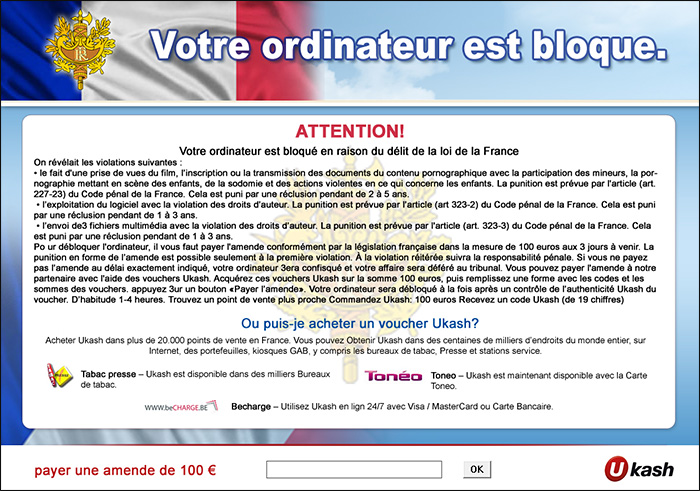 Votre ordinateur est bloque.
ATTENTION!
Votre ordinateur est bloqué en raison du délit de la loi de la France
On révélait les violations suivantes :
• le fait d'une prise de vues du film, l'inscription ou la transmission des documents du contenu pornographique avec la participation des mineurs, la por-
nographie mettant en scène des enfants, de la sodomie et des actions violentes en ce qui concerne les enfants. La punition est prévue par l'article (art.
227-23) du Code pénal de la France. Cela est puni par une réclusion pendant de 2 à 5 ans.
• l'exploitation du logiciel avec la violation des droits d'auteur. La punition est prévue par l'article (art 323-2) du Code pénal de la France. Cela est puni
par une réclusion pendant de 1 à 3 ans.
• l'envoi de3 fichiers multimédia avec la violation des droits d'auteur. La punition est prévue par l'article (art. 323-3) du Code pénal de la France. Cela
est puni par une réclusion pendant de 1 à 3 ans.
Po ur débloquer l'ordinateur, il vous faut payer l'amende conformément par la législation française dans la mesure de 100 euros aux 3 jours à venir. La
punition en forme de l'amende est possible seulement à la première violation. À la violation réitérée suivra la responsabilité pénale. Si vous ne payez
pas l'amende au délai exactement indiqué, votre ordinateur 3era confisqué et votre affaire sera déféré au tribunal. Vous pouvez payer l'amende à notre
partenaire avec l'aide des vouchers Ukash. Acquérez ces vouchers Ukash sur la somme 100 euros, puis remplissez une forme avec les codes et les
sommes des vouchers. appuyez 3ur un bouton «Payer l'amende». Votre ordinateur sera débloqué à la fois après un contrôle de l'authenticité Ukash du
voucher. D'habitude 1-4 heures. Trouvez un point de vente plus proche Commandez Ukash: 100 euros Recevez un code Ukash (de 19 chiffres)
Ou puis-je acheter un voucher Ukash?
Acheter Ukash dans plus de 20.000 points de vente en France. Vous pouvez Obtenir Ukash dans des centaines de milliers d'endroits du monde entier, sur
Internet, des portefeuilles, kiosques GAB, y compris les bureaux de tabac, Presse et stations service.
Tabac presse – Ukash est disponible dans des milliers Bureaux
de tabac.
Tonéo
Toneo – Ukash est maintenant disponible avec la Carte
Toneo.
WWW.beCHARGE.BE
Becharge – Utilisez Ukash en lign 24/7 avec Visa / MasterCard ou Carte Bancaire.
payer une amende de 100 €
OK
Ukash